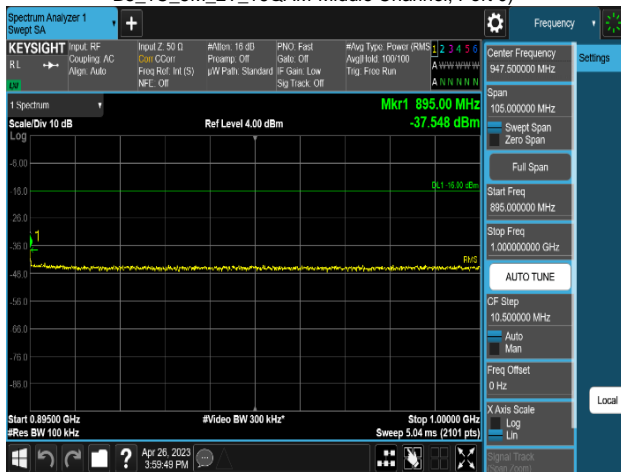 Spectrum Analyzer 1
Swept SA
+
Frequency
KEYSIGHT
RL
Input: RF
Coupling: AC
Align: Auto
Input Z: 50 Ω
Corr CCorr
Freq Ref: Int (S)
NFE: Off
#Atten: 16 dB
Preamp: Off
µW Path: Standard
PNO: Fast
Gate: Off
IF Gain: Low
Sig Track: Off
#Avg Type: Power (RMS
Avg|Hold: 100/100
Trig: Free Run
1 2 3 4 5 6
A W W W W W
A N N N N N
1 Spectrum
Scale/Div 10 dB
Log
Ref Level 4.00 dBm
Mkr1 895.00 MHz
-37.548 dBm
-6.00
-16.0
-26.0
-36.0
-46.0
-56.0
-66.0
-76.0
-86.0
DL1 -16.00 dBm
1
RMS
Start 0.89500 GHz
#Res BW 100 kHz
#Video BW 300 kHz*
Stop 1.00000 GHz
Sweep 5.04 ms (2101 pts)
Center Frequency
947.500000 MHz
Settings
Span
105.000000 MHz
Swept Span
Zero Span
Full Span
Start Freq
895.000000 MHz
Stop Freq
1.000000000 GHz
AUTO TUNE
CF Step
10.500000 MHz
Auto
Man
Freq Offset
0 Hz
X Axis Scale
Log
Lin
Local
Signal Track
(Span Zoom)
?
Apr 26, 2023
3:59:49 PM